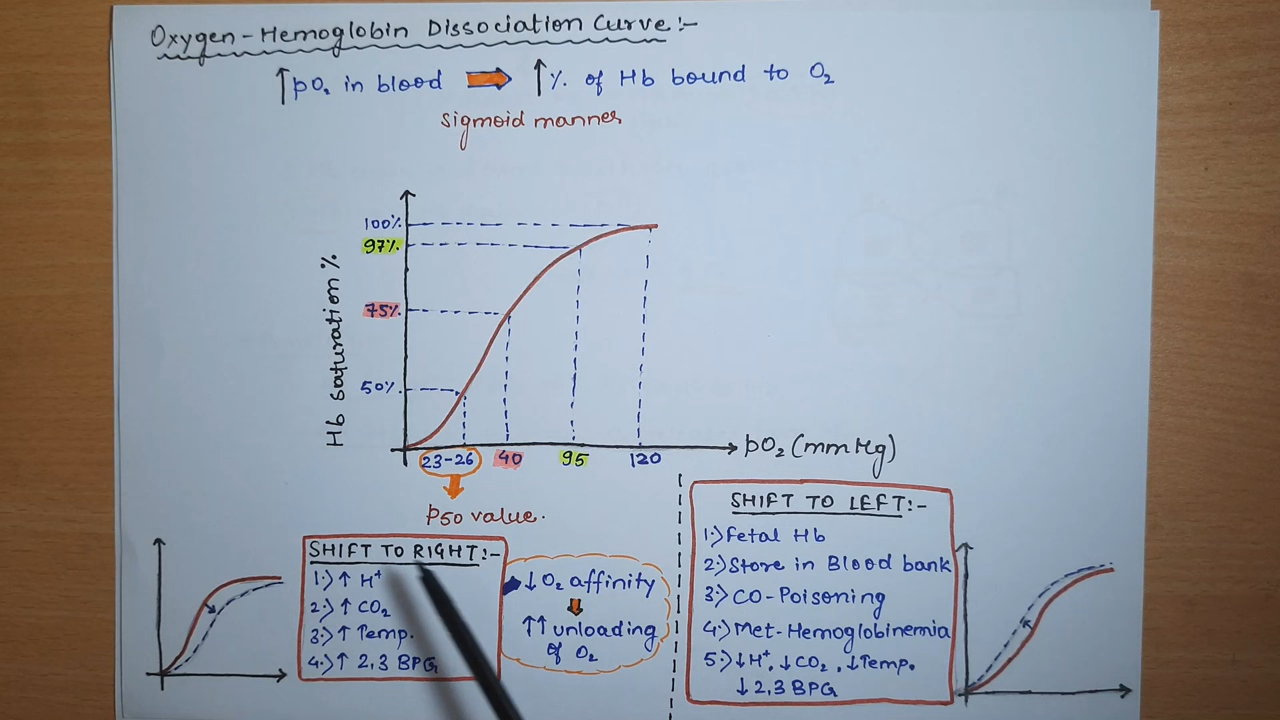 Oxygen-Hemoglobin Dissociation Curve:-
↑pO₂ in blood ➡ ↑% of Hb bound to O₂
Sigmoid manner
100%
97%
75%
50%
Hb saturation %
23-26 40 95 120
pO₂ (mmHg)
P50 value.
SHIFT TO RIGHT:-
1.) ↑ H⁺
2.) ↑ CO₂
3.) ↑ Temp.
4.) ↑ 2,3 BPG
↓ O₂ affinity
↑↑ unloading
of O₂
SHIFT TO LEFT:-
1.) Fetal Hb
2.) Store in Blood bank
3.) CO-Poisoning
4.) Met-Hemoglobinemia
5.) ↓H⁺, ↓CO₂, ↓Temp.
↓ 2,3 BPG